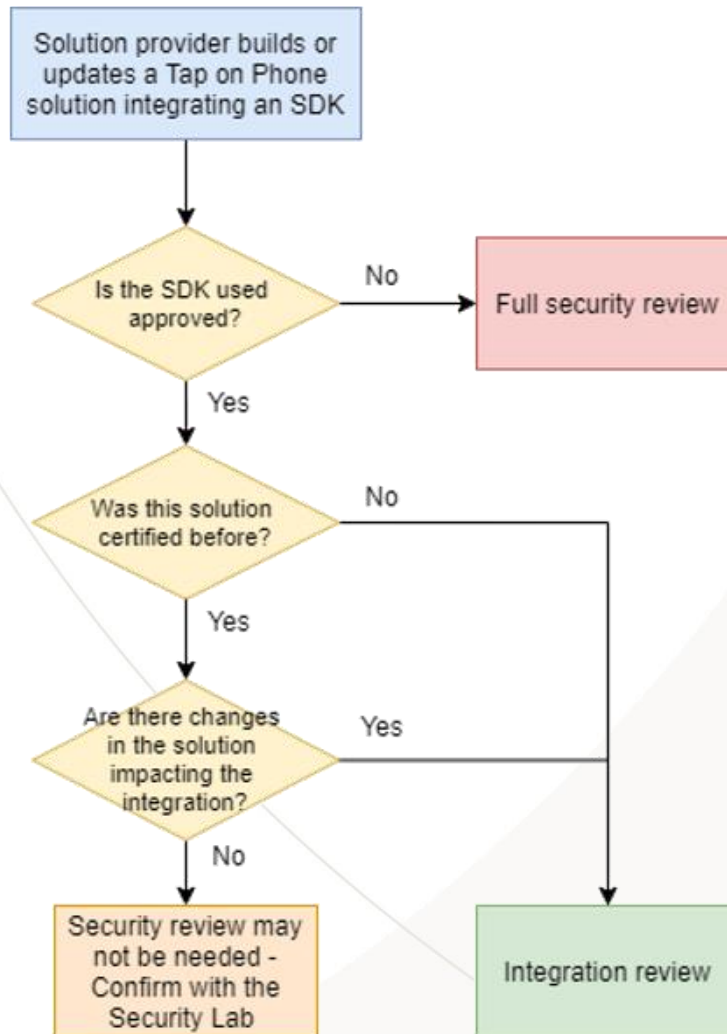 Solution provider builds or
updates a Tap on Phone
solution integrating an SDK
Is the SDK used
approved?
No
Full security review
Yes
Was this solution
certified before?
No
Yes
Are there changes
in the solution
impacting the
integration?
Yes
No
Security review may
not be needed -
Confirm with the
Security Lab
Integration review